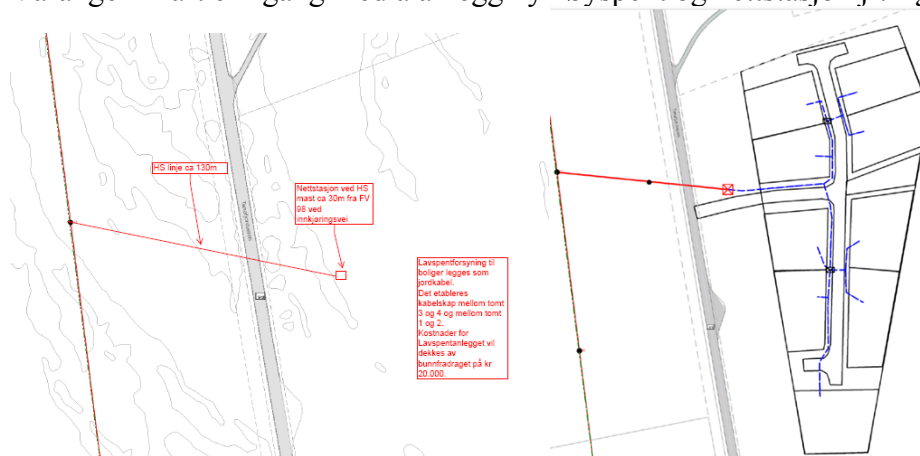 HS linje ca 130m
Nettstasjon ved HS
mast ca 30m fra FV
98 ved
innkjøringsvei
Lavspentforsyning til
boliger legges som
jordkabel.
Det etableres
kabelskap mellom tomt
3 og 4 og mellom tomt
1 og 2.
Kostnader for
Lavspentanlegget vil
dekkes av
bunnfradraget på kr
20.000.